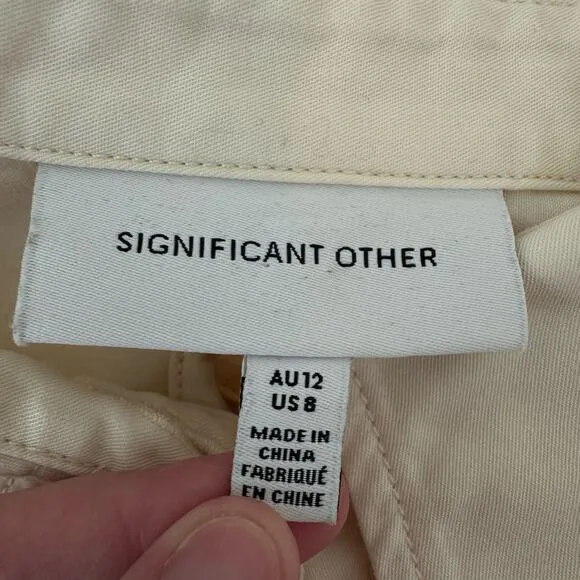 SIGNIFICANT OTHER
AU12
US 8
MADE IN
CHINA
FABRIQUÉ
EN CHINE